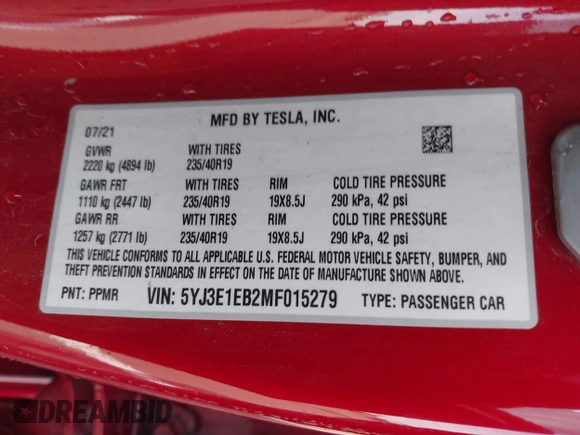 MFD BY TESLA, INC.
07/21
GVWR WITH TIRES
2220 kg (4894 lb) 235/40R19
GAWR FRT WITH TIRES RIM COLD TIRE PRESSURE
1110 kg (2447 lb) 235/40R19 19X8.5J 290 kPa, 42 psi
GAWR RR WITH TIRES RIM COLD TIRE PRESSURE
1257 kg (2771 lb) 235/40R19 19X8.5J 290 kPa, 42 psi
THIS VEHICLE CONFORMS TO ALL APPLICABLE U.S. FEDERAL MOTOR VEHICLE SAFETY, BUMPER, AND
THEFT PREVENTION STANDARDS IN EFFECT ON THE DATE OF MANUFACTURE SHOWN ABOVE.
PNT: PPMR VIN: 5YJ3E1EB2MF015279 TYPE: PASSENGER CAR
DREAMBID